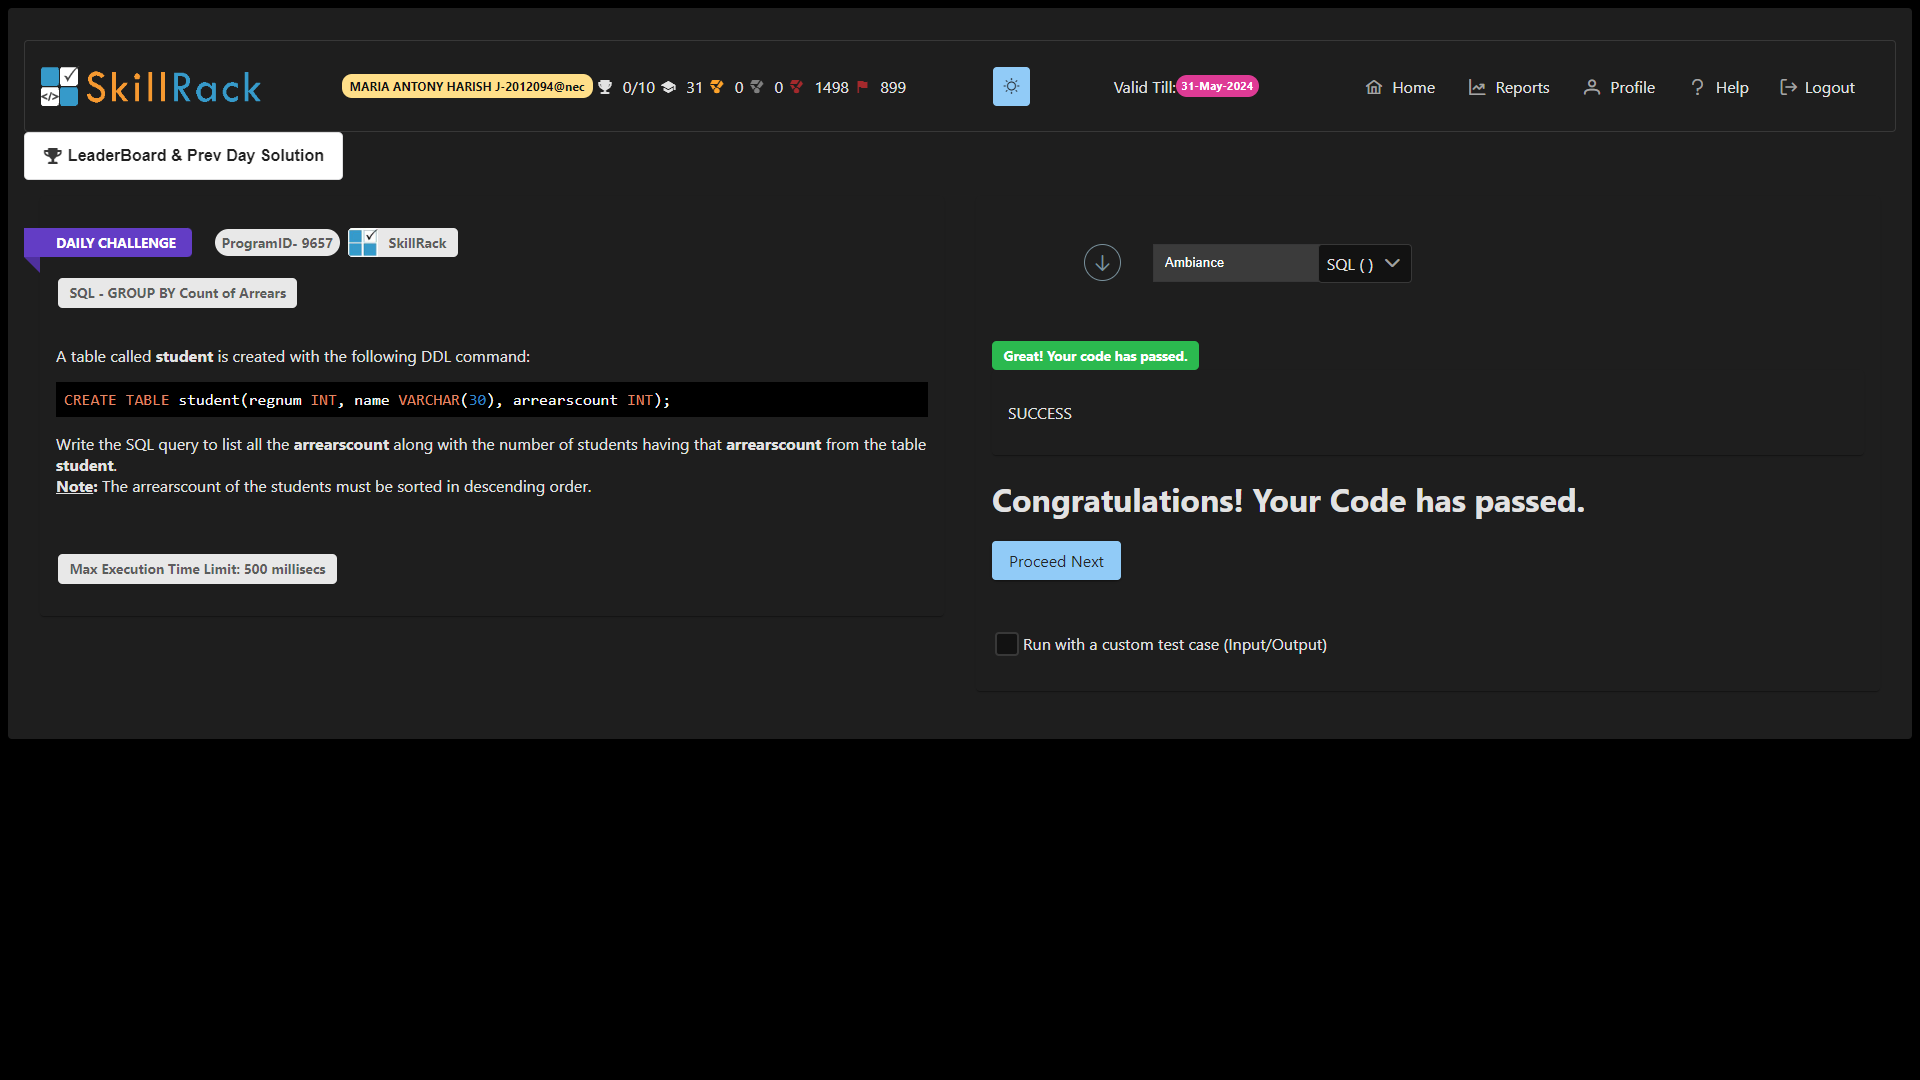 SkillRack
MARIA ANTONY HARISH J-2012094@nec 0/10 31 0 0 1498 899
Valid Till: 31-May-2024
Home Reports Profile Help Logout
LeaderBoard & Prev Day Solution
DAILY CHALLENGE ProgramID- 9657 SkillRack
SQL - GROUP BY Count of Arrears
A table called student is created with the following DDL command:
CREATE TABLE student(regnum INT, name VARCHAR(30), arrearscount INT);
Write the SQL query to list all the arrearscount along with the number of students having that arrearscount from the table
student.
Note: The arrearscount of the students must be sorted in descending order.
Max Execution Time Limit: 500 millisecs
Ambiance SQL ( )
Great! Your code has passed.
SUCCESS
Congratulations! Your Code has passed.
Proceed Next
Run with a custom test case (Input/Output)